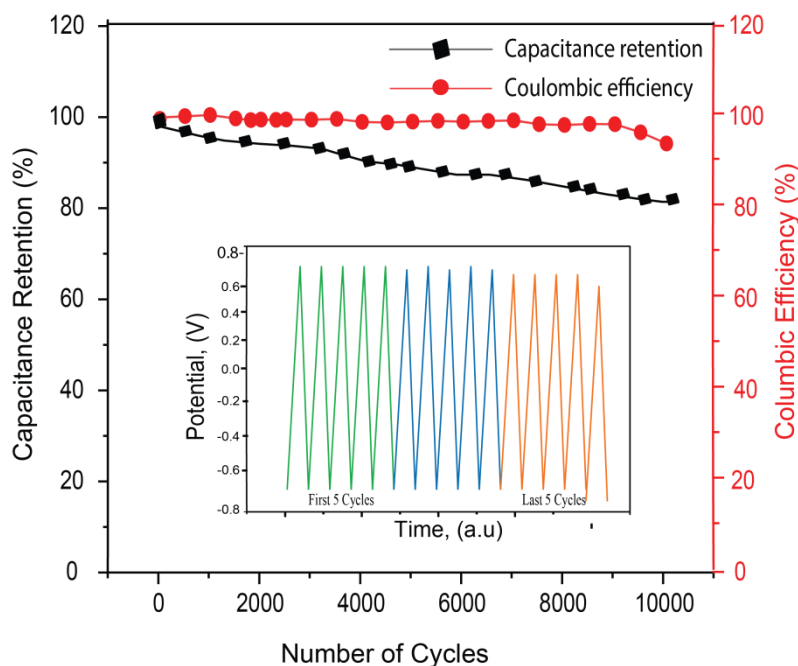 Capacitance retention
Coulombic efficiency
120
100
80
60
40
20
0
Capacitance Retention (%)
120
100
80
60
40
20
0
Columbic Efficiency (%)
0.8-
0.6
0.4
0.2
0.0
-0.2
-0.4
-0.6
-0.8
Potential, (V)
First 5 Cycles
Last 5 Cycles
Time, (a.u)
0 2000 4000 6000 8000 10000
Number of Cycles